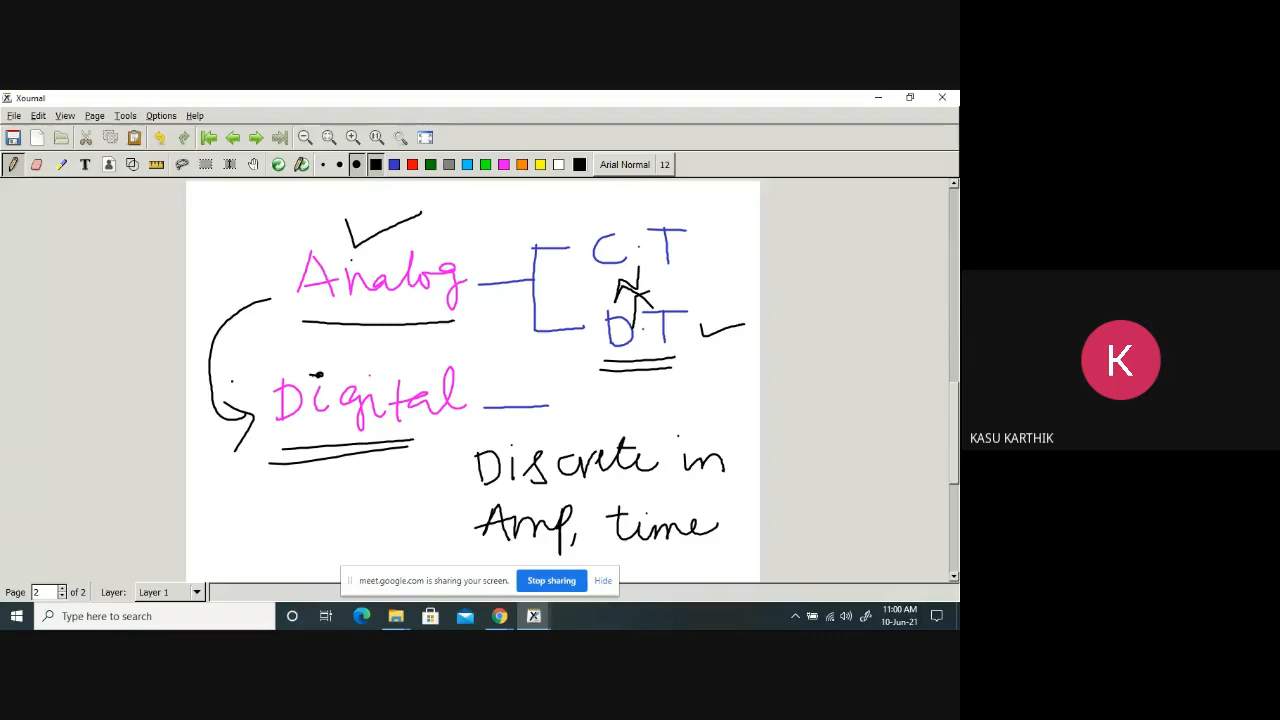 Xournal
File Edit View Page Tools Options Help
Arial Normal 12
Analog
C.T
D.T
Digital
Discrete in
Amp, time
KASU KARTHIK
K
meet.google.com is sharing your screen. Stop sharing Hide
Page 2 of 2 Layer: Layer 1
Type here to search
11:00 AM
10-Jun-21